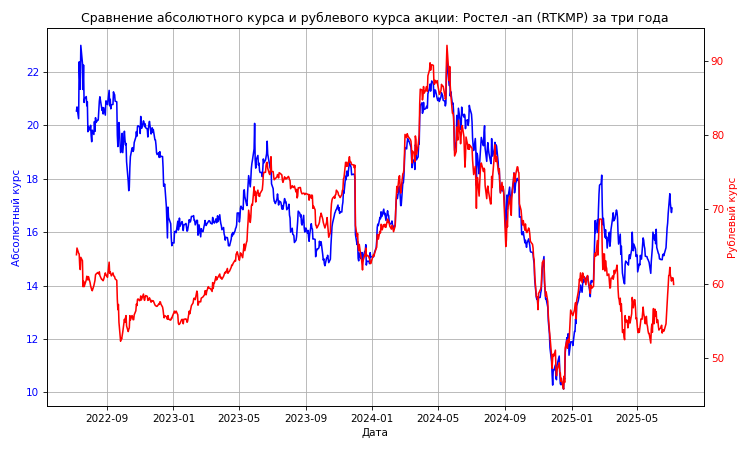 Сравнение абсолютного курса и рублевого курса акции: Ростел -ап (RTKMP) за три года
Абсолютный курс
22
20
18
16
14
12
10
90
80
70
60
50
Рублевый курс
2022-09 2023-01 2023-05 2023-09 2024-01 2024-05 2024-09 2025-01 2025-05
Дата